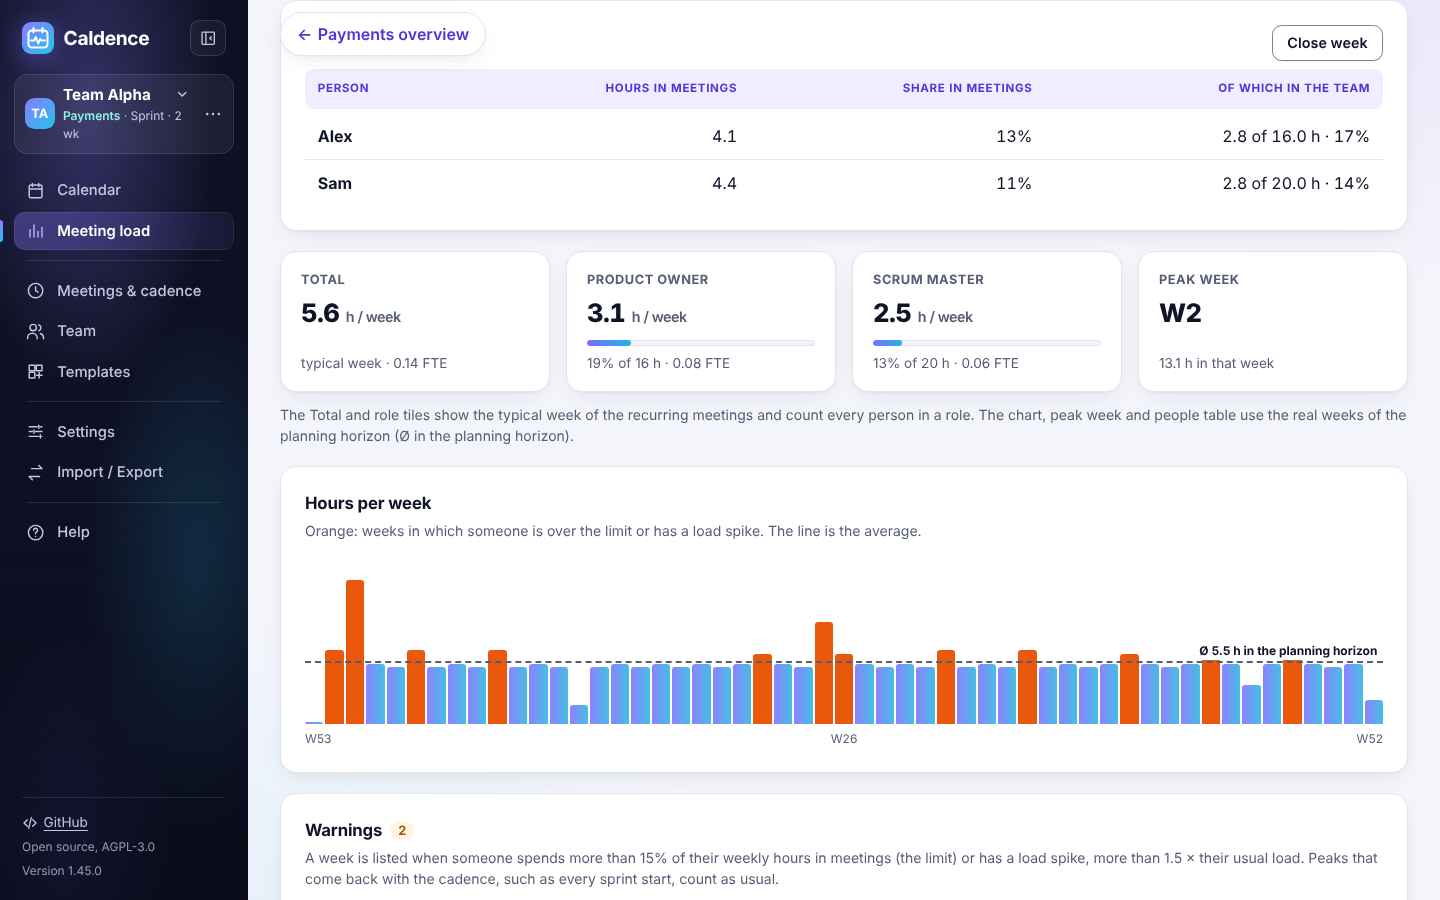 Caldence
TA
Team Alpha
Payments · Sprint · 2
wk
Calendar
Meeting load
Meetings & cadence
Team
Templates
Settings
Import / Export
Help
GitHub
Open source, AGPL-3.0
Version 1.45.0
← Payments overview
Close week
PERSON HOURS IN MEETINGS SHARE IN MEETINGS OF WHICH IN THE TEAM
Alex 4.1 13% 2.8 of 16.0 h · 17%
Sam 4.4 11% 2.8 of 20.0 h · 14%
TOTAL
5.6 h / week
typical week · 0.14 FTE
PRODUCT OWNER
3.1 h / week
19% of 16 h · 0.08 FTE
SCRUM MASTER
2.5 h / week
13% of 20 h · 0.06 FTE
PEAK WEEK
W2
13.1 h in that week
The Total and role tiles show the typical week of the recurring meetings and count every person in a role. The chart, peak week and people table use the real weeks of the
planning horizon (Ø in the planning horizon).
Hours per week
Orange: weeks in which someone is over the limit or has a load spike. The line is the average.
Ø 5.5 h in the planning horizon
W53 W26 W52
Warnings 2
A week is listed when someone spends more than 15% of their weekly hours in meetings (the limit) or has a load spike, more than 1.5 × their usual load. Peaks that
come back with the cadence, such as every sprint start, count as usual.